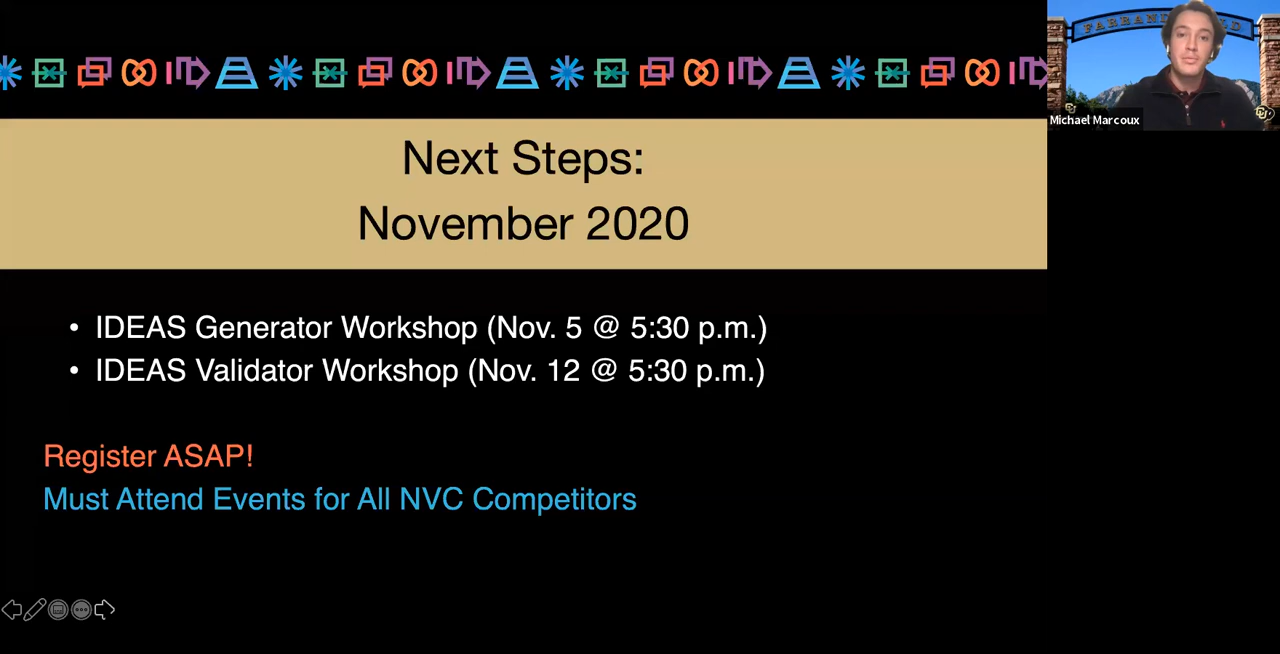 Next Steps:
November 2020
• IDEAS Generator Workshop (Nov. 5 @ 5:30 p.m.)
• IDEAS Validator Workshop (Nov. 12 @ 5:30 p.m.)
Register ASAP!
Must Attend Events for All NVC Competitors
Michael Marcoux